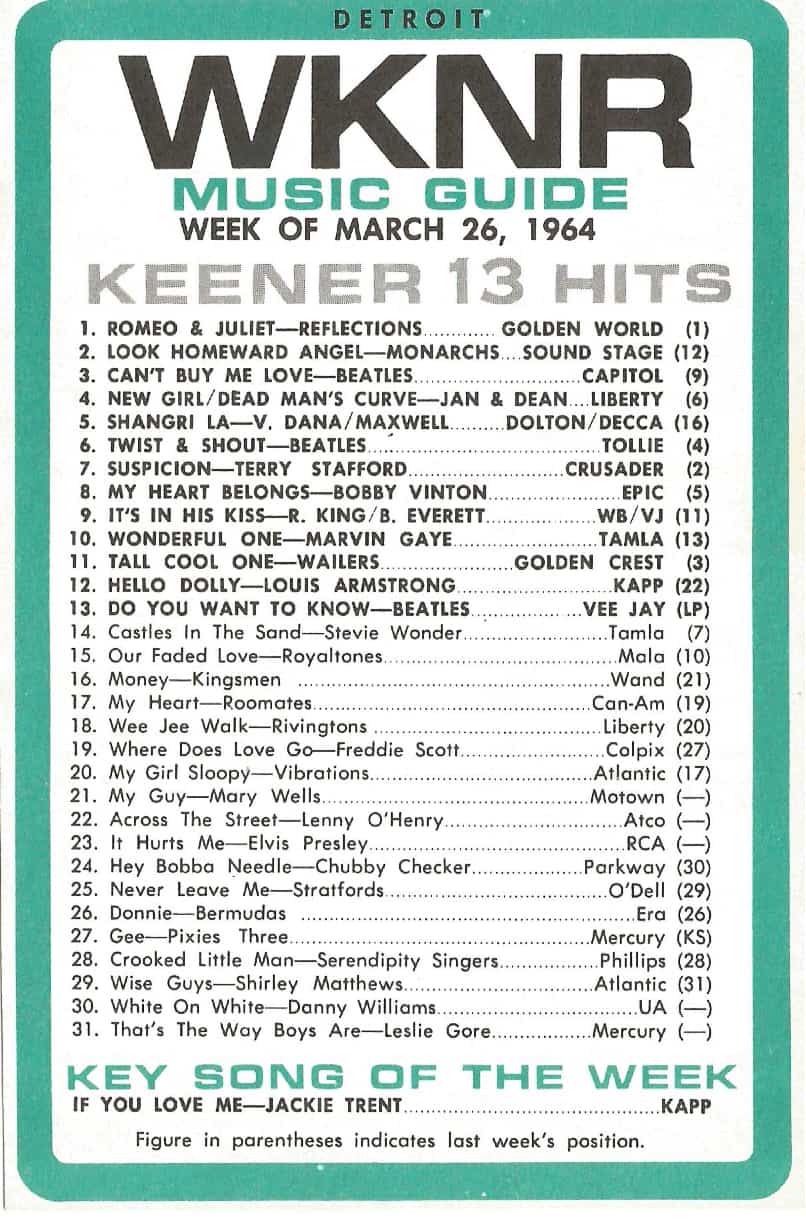 DETROIT
WKNR
MUSIC GUIDE
WEEK OF MARCH 26, 1964
KEENER 13 HITS
1. ROMEO & JULIET—REFLECTIONS............ GOLDEN WORLD (1)
2. LOOK HOMEWARD ANGEL—MONARCHS....SOUND STAGE (12)
3. CAN'T BUY ME LOVE—BEATLES............................CAPITOL (9)
4. NEW GIRL/DEAD MAN'S CURVE—JAN & DEAN....LIBERTY (6)
5. SHANGRI LA—V. DANA/MAXWELL.........DOLTON/DECCA (16)
6. TWIST & SHOUT—BEATLES....................................TOLLIE (4)
7. SUSPICION—TERRY STAFFORD..........................CRUSADER (2)
8. MY HEART BELONGS—BOBBY VINTON......................EPIC (5)
9. IT'S IN HIS KISS—R. KING/B. EVERETT...................WB/VJ (11)
10. WONDERFUL ONE—MARVIN GAYE........................TAMLA (13)
11. TALL COOL ONE—WAILERS......................GOLDEN CREST (3)
12. HELLO DOLLY—LOUIS ARMSTRONG..........................KAPP (22)
13. DO YOU WANT TO KNOW—BEATLES..................VEE JAY (LP)
14. Castles In The Sand—Stevie Wonder.........................Tamla (7)
15. Our Faded Love—Royaltones........................................Mala (10)
16. Money—Kingsmen .....................................................Wand (21)
17. My Heart—Roomates................................................Can-Am (19)
18. Wee Jee Walk—Rivingtons .......................................Liberty (20)
19. Where Does Love Go—Freddie Scott.........................Colpix (27)
20. My Girl Sloopy—Vibrations......................................Atlantic (17)
21. My Guy—Mary Wells..............................................Motown (—)
22. Across The Street—Lenny O'Henry...............................Atco (—)
23. It Hurts Me—Elvis Presley............................................RCA (—)
24. Hey Bobba Needle—Chubby Checker...................Parkway (30)
25. Never Leave Me—Stratfords......................................O'Dell (29)
26. Donnie—Bermudas .........................................................Era (26)
27. Gee—Pixies Three....................................................Mercury (KS)
28. Crooked Little Man—Serendipity Singers.................Phillips (28)
29. Wise Guys—Shirley Matthews.................................Atlantic (31)
30. White On White—Danny Williams..................................UA (—)
31. That's The Way Boys Are—Leslie Gore.................Mercury (—)
KEY SONG OF THE WEEK
IF YOU LOVE ME—JACKIE TRENT...........................................KAPP
Figure in parentheses indicates last week's position.